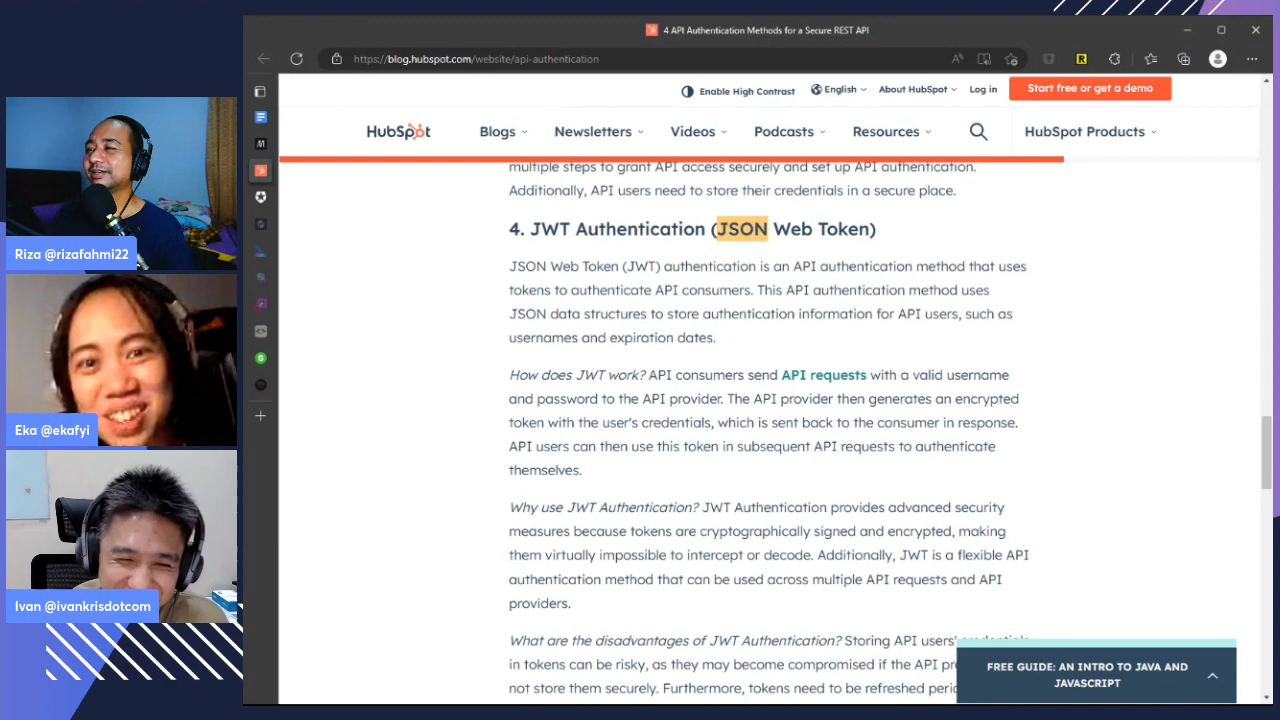 4 API Authentication Methods for a Secure REST API
https://blog.hubspot.com/website/api-authentication
Enable High Contrast
English
About HubSpot
Log in
Start free or get a demo
HubSpot
Blogs
Newsletters
Videos
Podcasts
Resources
HubSpot Products
multiple steps to grant API access securely and set up API authentication.
Additionally, API users need to store their credentials in a secure place.
4. JWT Authentication (JSON Web Token)
JSON Web Token (JWT) authentication is an API authentication method that uses
tokens to authenticate API consumers. This API authentication method uses
JSON data structures to store authentication information for API users, such as
usernames and expiration dates.
How does JWT work? API consumers send API requests with a valid username
and password to the API provider. The API provider then generates an encrypted
token with the user's credentials, which is sent back to the consumer in response.
API users can then use this token in subsequent API requests to authenticate
themselves.
Why use JWT Authentication? JWT Authentication provides advanced security
measures because tokens are cryptographically signed and encrypted, making
them virtually impossible to intercept or decode. Additionally, JWT is a flexible API
authentication method that can be used across multiple API requests and API
providers.
What are the disadvantages of JWT Authentication? Storing API users'
in tokens can be risky, as they may become compromised if the API
not store them securely. Furthermore, tokens need to be refreshed
FREE GUIDE: AN INTRO TO JAVA AND
JAVASCRIPT
Riza @rizafahmi22
Eka @ekafyi
Ivan @ivankrisdotcom